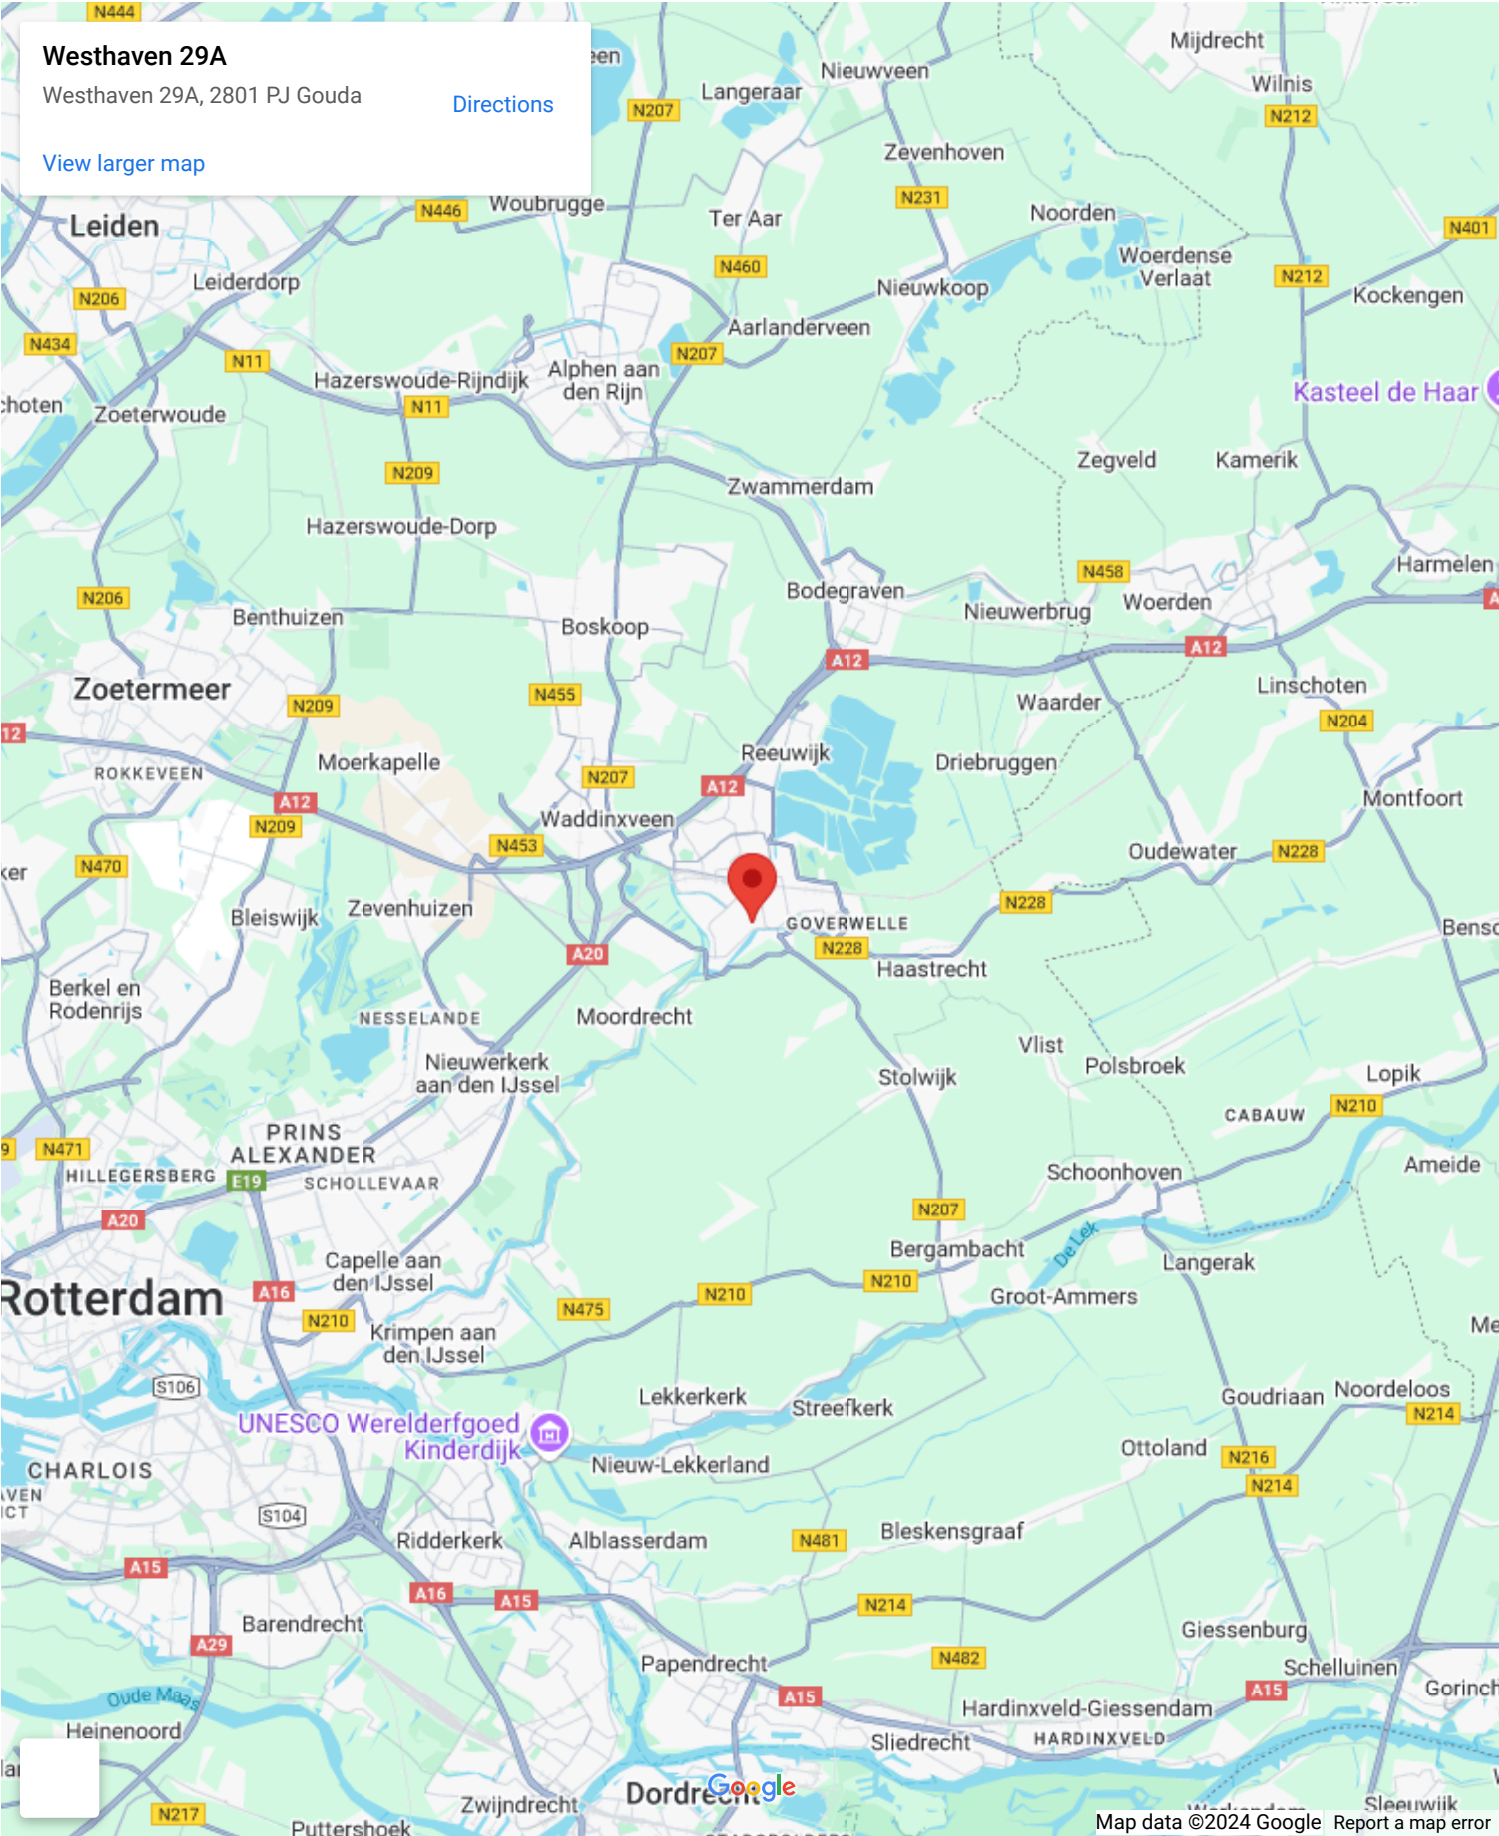 N444
Westhaven 29A
Westhaven 29A, 2801 PJ Gouda
Directions
View larger map
Mijdrecht
Nieuwveen
Langeraar
Wilnis
N207
N212
Zevenhoven
N231
Woubrugge
N446
Ter Aar
Noorden
Leiden
N401
Woerdense
Verlaat
N460
N212
Leiderdorp
Nieuwkoop
Kockengen
N206
Aarlanderveen
N434
N207
N11
Alphen aan
den Rijn
Hazerswoude-Rijndijk
Kasteel de Haar
N11
Zoeterwoude
Zegveld
Kamerik
N209
Zwammerdam
Hazerswoude-Dorp
Harmelen
N458
Bodegraven
N206
Nieuwerbrug
Woerden
Benthuizen
Boskoop
A12
A12
Zoetermeer
Linschoten
N455
Waarder
N209
N204
Reeuwijk
Moerkapelle
Driebruggen
ROKKEVEEN
N207
A12
Montfoort
A12
Waddinxveen
N209
N453
Oudewater
N228
N470
N228
Zevenhuizen
Bleiswijk
GOVERWELLE
N228
A20
Haastrecht
Berkel en
Rodenrijs
NESSELANDE
Moordrecht
Vlist
Polsbroek
Nieuwerkerk
aan den IJssel
Stolwijk
Lopik
N210
CABAUW
PRINS
ALEXANDER
N471
HILLEGERSBERG
E19
SCHOLLEVAAR
Schoonhoven
Ameide
A20
N207
De Lek
Bergambacht
Langerak
Capelle aan
den IJssel
N210
N210
Groot-Ammers
Rotterdam
A16
N475
N210
Krimpen aan
den IJssel
S106
Lekkerkerk
Streefkerk
Goudriaan
Noordeloos
N214
UNESCO Werelderfgoed
Kinderdijk
Ottoland
N216
Nieuw-Lekkerland
CHARLOIS
N214
S104
Ridderkerk
Alblasserdam
N481
Bleskensgraaf
A15
A16
A15
N214
Barendrecht
A29
Giessenburg
N482
Papendrecht
Schelluinen
A15
A15
Oude Maas
Hardinxveld-Giessendam
Heinenoord
Sliedrecht
HARDINXVELD
Dordrecht
Google
Zwijndrecht
N217
Puttershoek
Sleeuwijk
Map data ©2024 Google
Report a map error